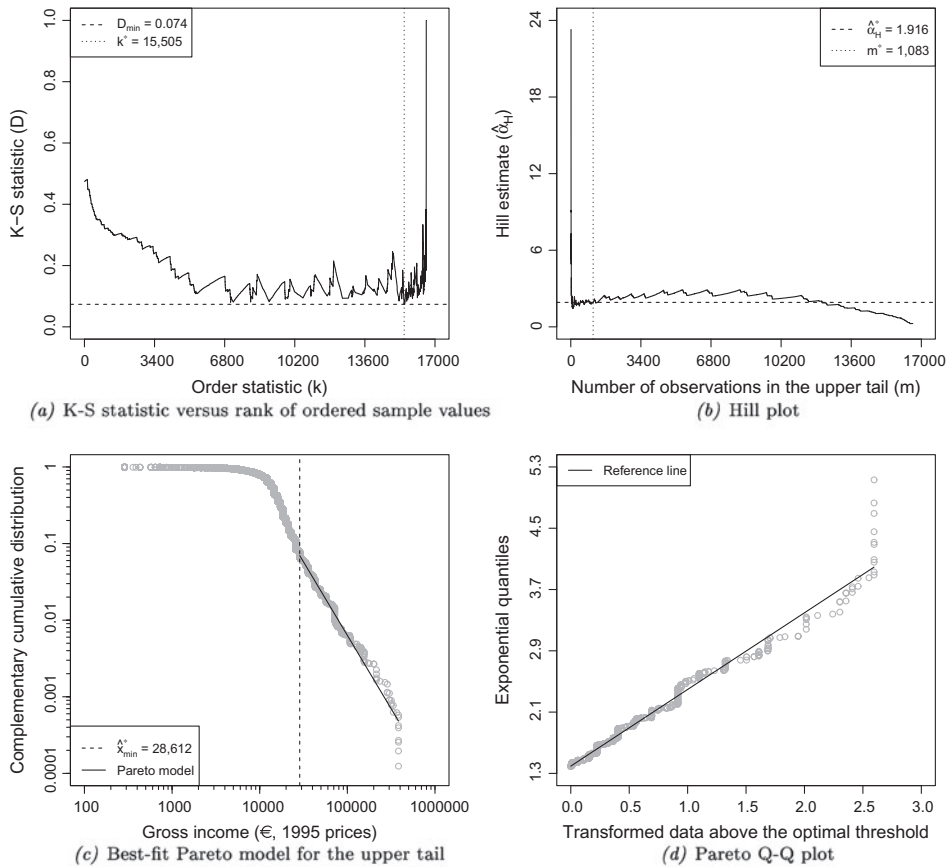 D_min = 0.074
k* = 15,505
K−S statistic (D)
0.0 0.2 0.4 0.6 0.8 1.0
0 3400 6800 10200 13600 17000
Order statistic (k)
(a) K-S statistic versus rank of ordered sample values
α̂*_H = 1.916
m* = 1,083
Hill estimate (α̂_H)
0 6 12 18 24
0 3400 6800 10200 13600 17000
Number of observations in the upper tail (m)
(b) Hill plot
Complementary cumulative distribution
0.0001 0.001 0.01 0.1 1
x̂*_min = 28,612
Pareto model
100 1000 10000 100000 1000000
Gross income (€, 1995 prices)
(c) Best-fit Pareto model for the upper tail
Reference line
Exponential quantiles
1.3 2.1 2.9 3.7 4.5 5.3
0.0 0.5 1.0 1.5 2.0 2.5 3.0
Transformed data above the optimal threshold
(d) Pareto Q-Q plot